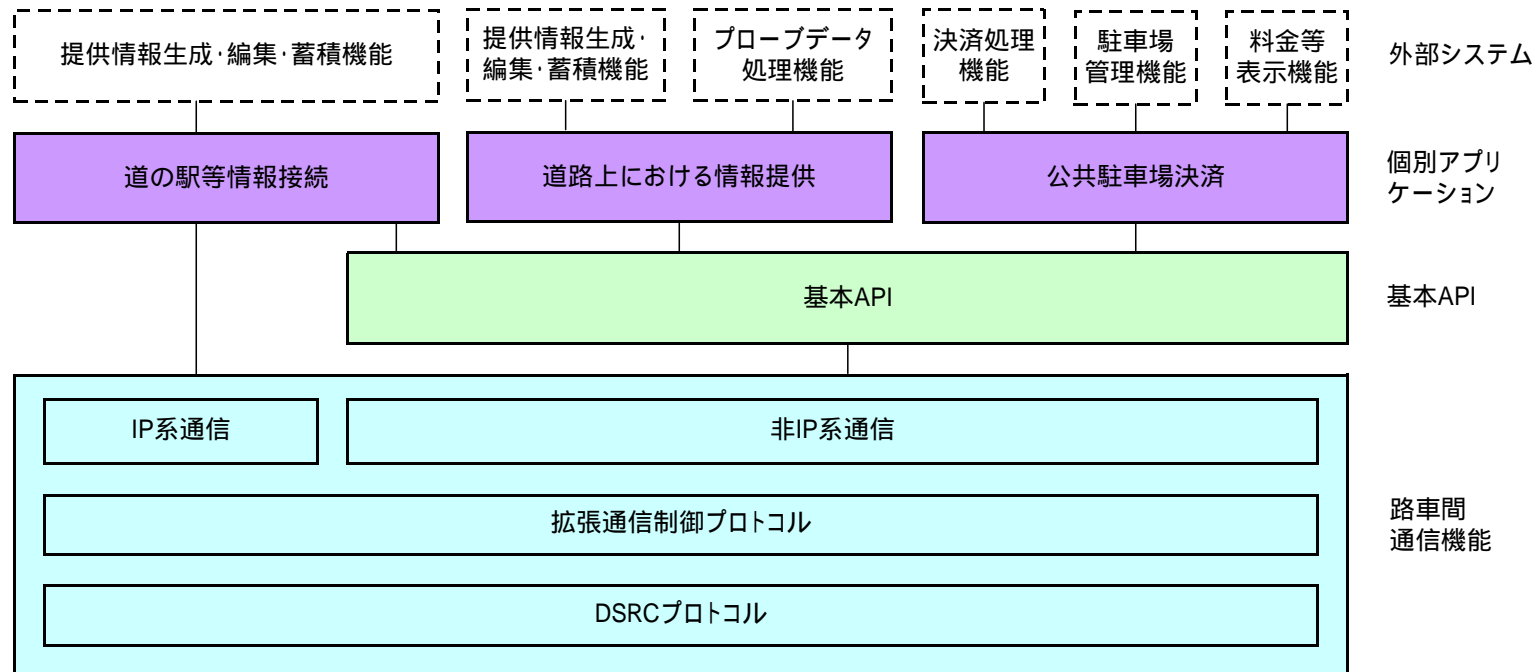 提供情報生成･編集･蓄積機能
提供情報生成･
編集･蓄積機能
プローブデータ
処理機能
決済処理
機能
駐車場
管理機能
料金等
表示機能
外部システム
道の駅等情報接続
道路上における情報提供
公共駐車場決済
個別アプリ
ケーション
基本API
基本API
IP系通信
非IP系通信
拡張通信制御プロトコル
DSRCプロトコル
路車間
通信機能